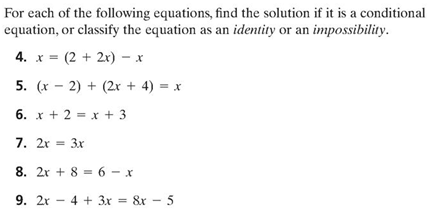 For each of the following equations, find the solution if it is a conditional
equation, or classify the equation as an identity or an impossibility.
4. x = (2 + 2x) − x
5. (x − 2) + (2x + 4) = x
6. x + 2 = x + 3
7. 2x = 3x
8. 2x + 8 = 6 − x
9. 2x − 4 + 3x = 8x − 5